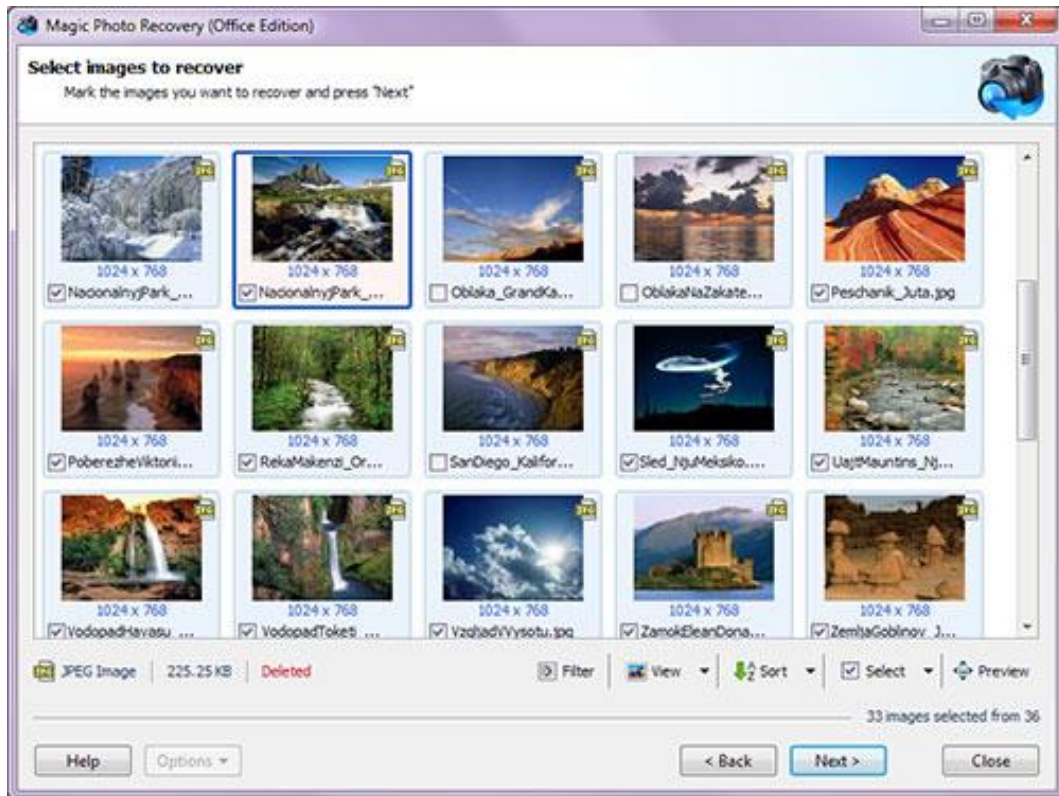 Magic Photo Recovery (Office Edition)
Select images to recover
Mark the images you want to recover and press "Next"
1024 x 768 1024 x 768 1024 x 768 1024 x 768 1024 x 768
NacionalnyjPark_... NacionalnyjPark_... Oblaka_GrandKa... OblakaNaZakate... Peschanik_Juta.jpg
1024 x 768 1024 x 768 1024 x 768 1024 x 768 1024 x 768
PoberezheViktorii... RekaMakenzi_Or... SanDiego_Kalifor... Sled_NjuMeksiko.... UajtMauntins_Nj...
1024 x 768 1024 x 768 1024 x 768 1024 x 768 1024 x 768
VodopadHavasu_... VodopadToketi_... VzgljadVVysotu.jpg ZamokEleanDona... ZemljaGoblinov_J...
JPEG Image 225.25 KB Deleted Filter View Sort Select Preview
33 images selected from 36
Help Options < Back Next > Close